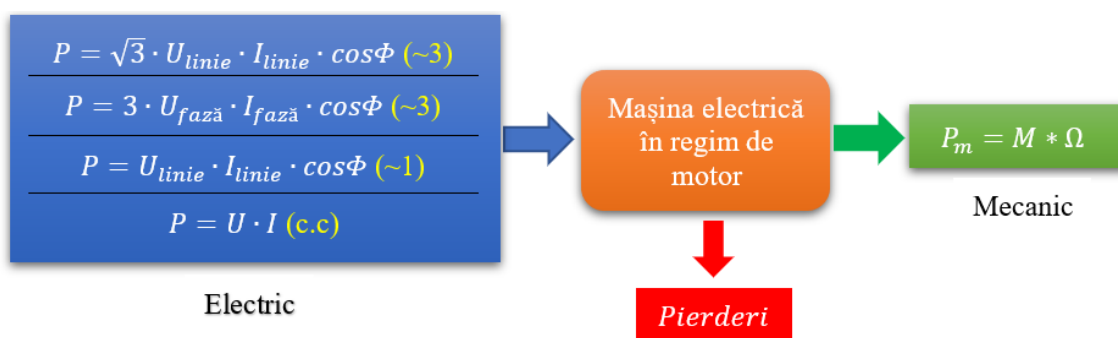 P = √3 · U_linie · I_linie · cosΦ (~3)
P = 3 · U_fază · I_fază · cosΦ (~3)
P = U_linie · I_linie · cosΦ (~1)
P = U · I (c.c)
Electric
Mașina electrică
în regim de
motor
Pierderi
P_m = M * Ω
Mecanic